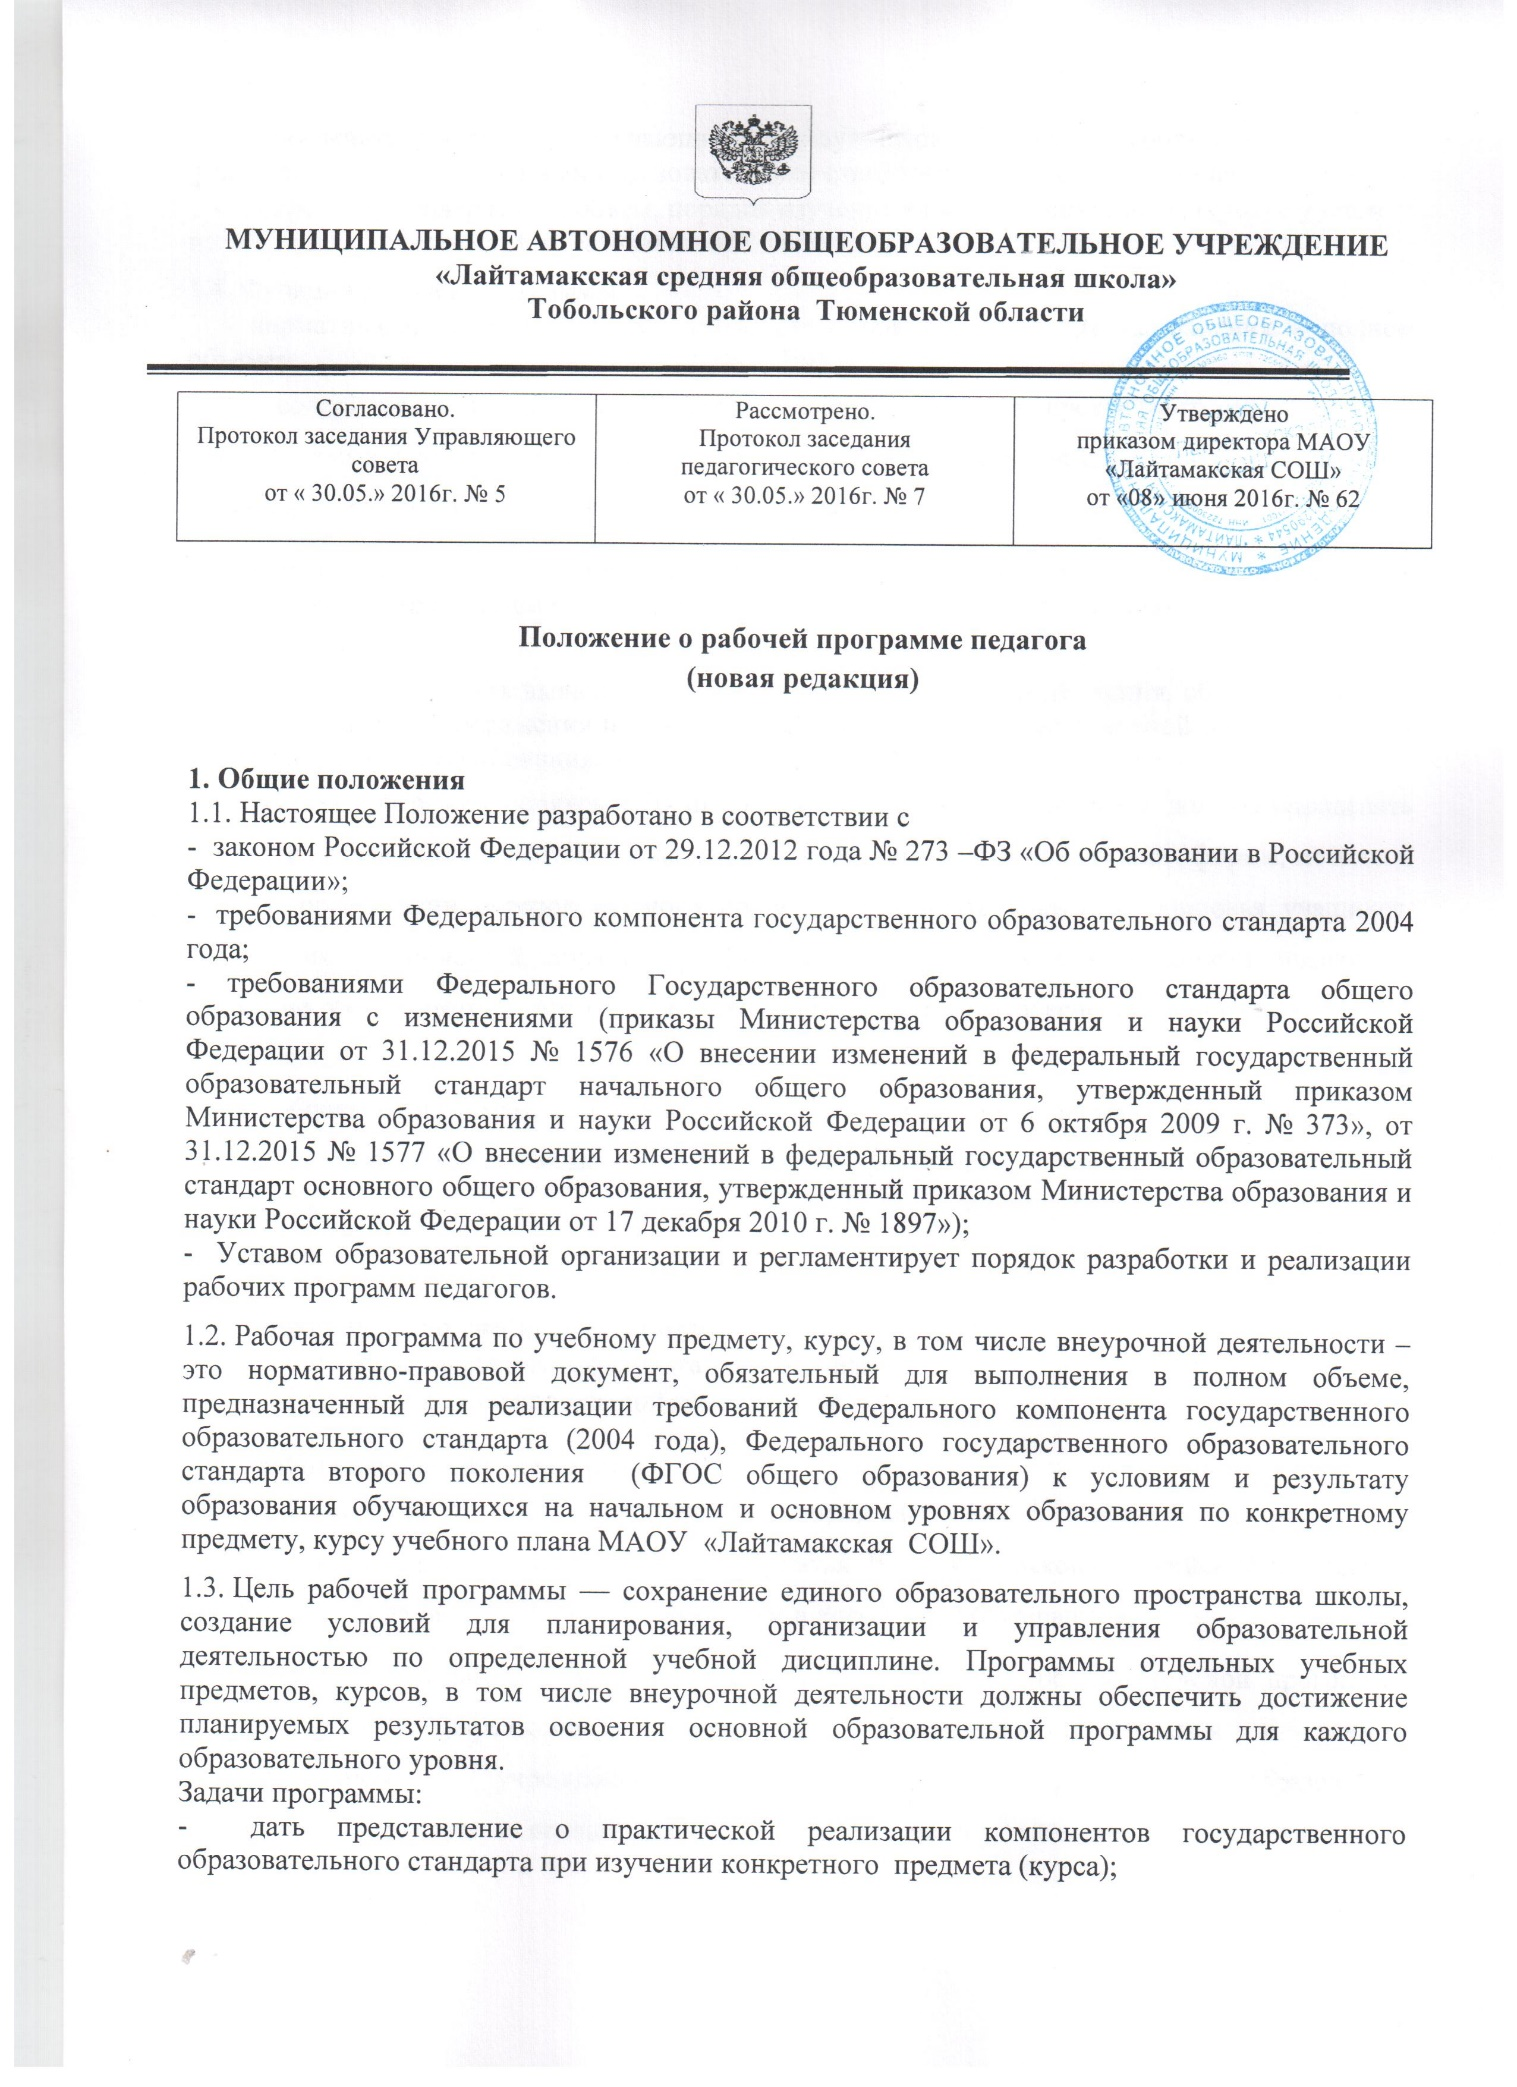 МУНИЦИПАЛЬНОЕ АВТОНОМНОЕ ОБЩЕОБРАЗОВАТЕЛЬНОЕ УЧРЕЖДЕНИЕ
«Лайтамакская средняя общеобразовательная школа»
Тобольского района Тюменской области
Согласовано.
Протокол заседания Управляющего
совета
от « 30.05.» 2016г. № 5
Рассмотрено.
Протокол заседания
педагогического совета
от « 30.05.» 2016г. № 7
Утверждено
приказом директора МАОУ
«Лайтамакская СОШ»
от «08» июня 2016г. № 62
Положение о рабочей программе педагога
(новая редакция)
1. Общие положения
1.1. Настоящее Положение разработано в соответствии с
- законом Российской Федерации от 29.12.2012 года № 273 –ФЗ «Об образовании в Российской
Федерации»;
- требованиями Федерального компонента государственного образовательного стандарта 2004
года;
- требованиями Федерального Государственного образовательного стандарта общего
образования с изменениями (приказы Министерства образования и науки Российской
Федерации от 31.12.2015 № 1576 «О внесении изменений в федеральный государственный
образовательный стандарт начального общего образования, утвержденный приказом
Министерства образования и науки Российской Федерации от 6 октября 2009 г. № 373», от
31.12.2015 № 1577 «О внесении изменений в федеральный государственный образовательный
стандарт основного общего образования, утвержденный приказом Министерства образования и
науки Российской Федерации от 17 декабря 2010 г. № 1897»);
- Уставом образовательной организации и регламентирует порядок разработки и реализации
рабочих программ педагогов.
1.2. Рабочая программа по учебному предмету, курсу, в том числе внеурочной деятельности –
это нормативно-правовой документ, обязательный для выполнения в полном объеме,
предназначенный для реализации требований Федерального компонента государственного
образовательного стандарта (2004 года), Федерального государственного образовательного
стандарта второго поколения (ФГОС общего образования) к условиям и результату
образования обучающихся на начальном и основном уровнях образования по конкретному
предмету, курсу учебного плана МАОУ «Лайтамакская СОШ».
1.3. Цель рабочей программы — сохранение единого образовательного пространства школы,
создание условий для планирования, организации и управления образовательной
деятельностью по определенной учебной дисциплине. Программы отдельных учебных
предметов, курсов, в том числе внеурочной деятельности должны обеспечить достижение
планируемых результатов освоения основной образовательной программы для каждого
образовательного уровня.
Задачи программы:
- дать представление о практической реализации компонентов государственного
образовательного стандарта при изучении конкретного предмета (курса);